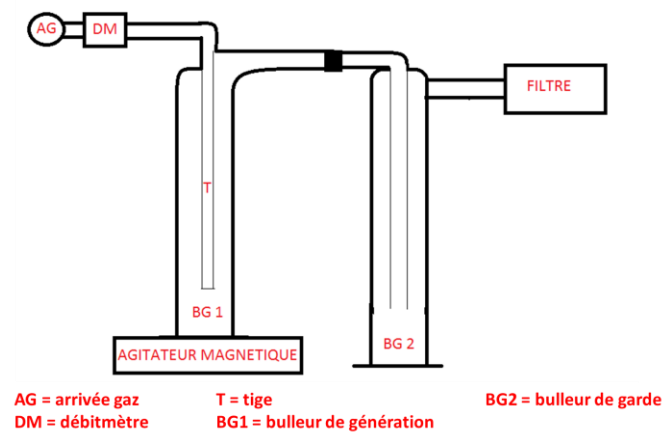 AG
DM
FILTRE
T
BG 1
BG 2
AGITATEUR MAGNETIQUE
AG = arrivée gaz T = tige BG2 = bulleur de garde
DM = débitmètre BG1 = bulleur de génération